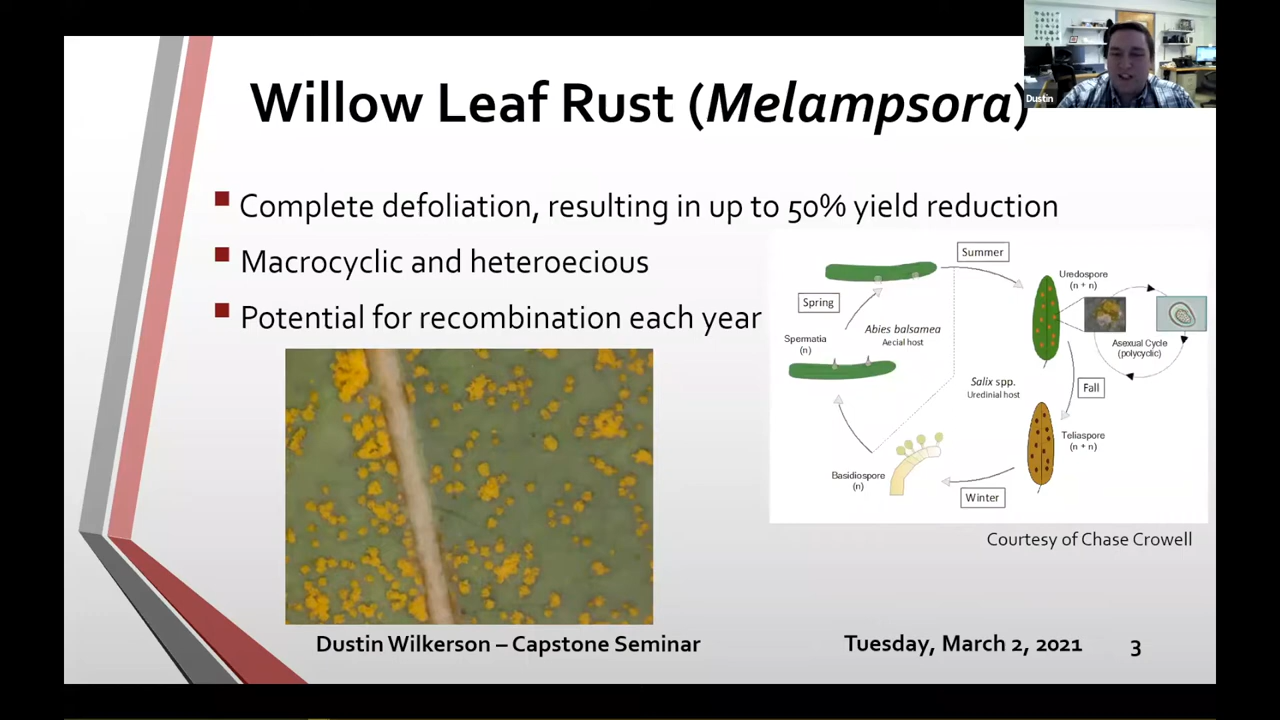 Willow Leaf Rust (Melampsora)
Dustin
Complete defoliation, resulting in up to 50% yield reduction
Macrocyclic and heteroecious
Potential for recombination each year
Summer
Uredospore
(n + n)
Spring
Abies balsamea
Aecial host
Spermatia
(n)
Asexual Cycle
(polycyclic)
Salix spp.
Uredinial host
Fall
Teliaspore
(n + n)
Basidiospore
(n)
Winter
Courtesy of Chase Crowell
Dustin Wilkerson – Capstone Seminar
Tuesday, March 2, 2021
3